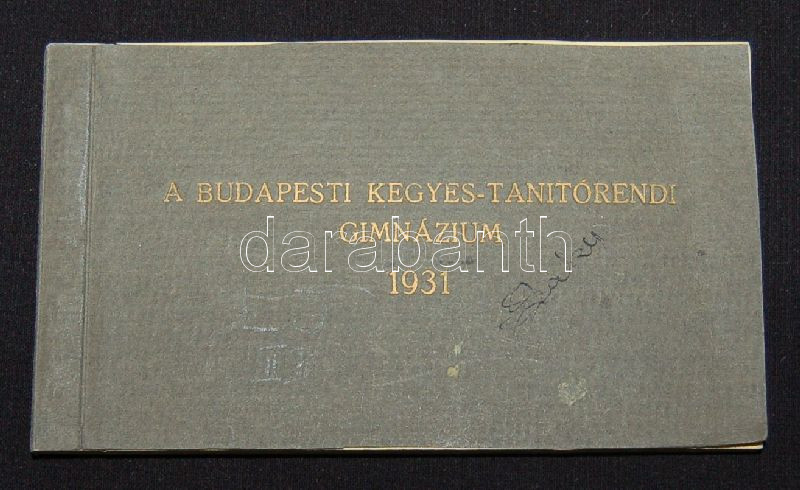 A BUDAPESTI KEGYES-TANITÓRENDI
GIMNÁZIUM
darabanth
1931